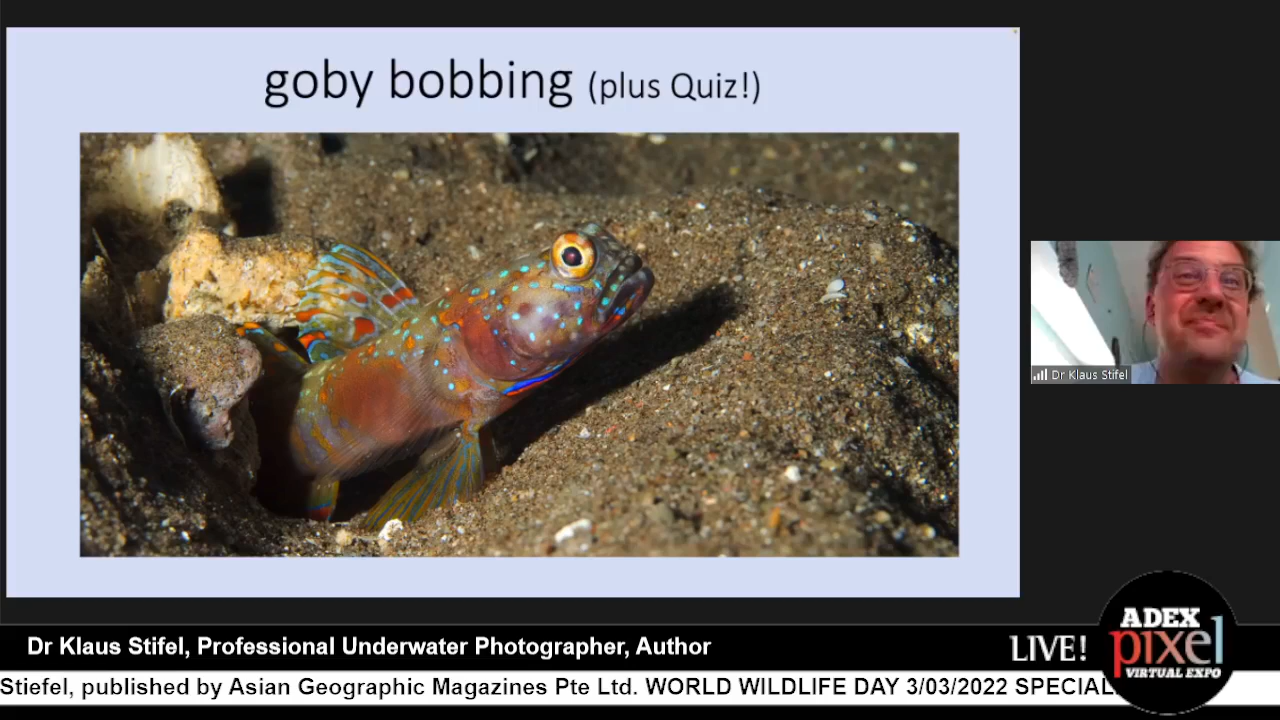 goby bobbing (plus Quiz!)
Dr Klaus Stifel
Dr Klaus Stifel, Professional Underwater Photographer, Author
LIVE!
ADEX
pixel
VIRTUAL EXPO
Stiefel, published by Asian Geographic Magazines Pte Ltd. WORLD WILDLIFE DAY 3/03/2022 SPECIAL.